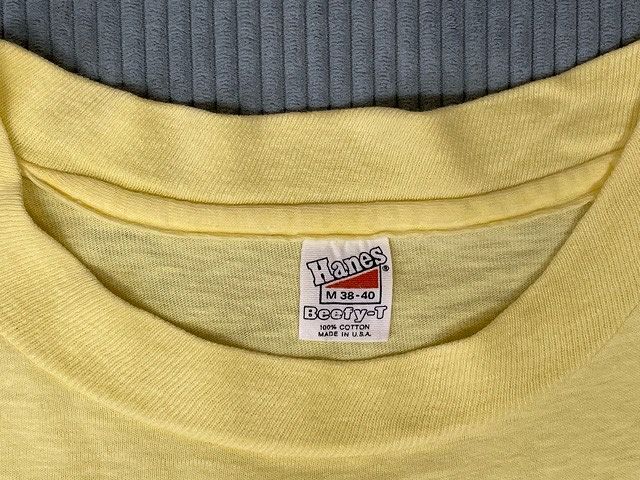 Hanes®
M 38-40
Beefy-T
100% COTTON
MADE IN U.S.A.